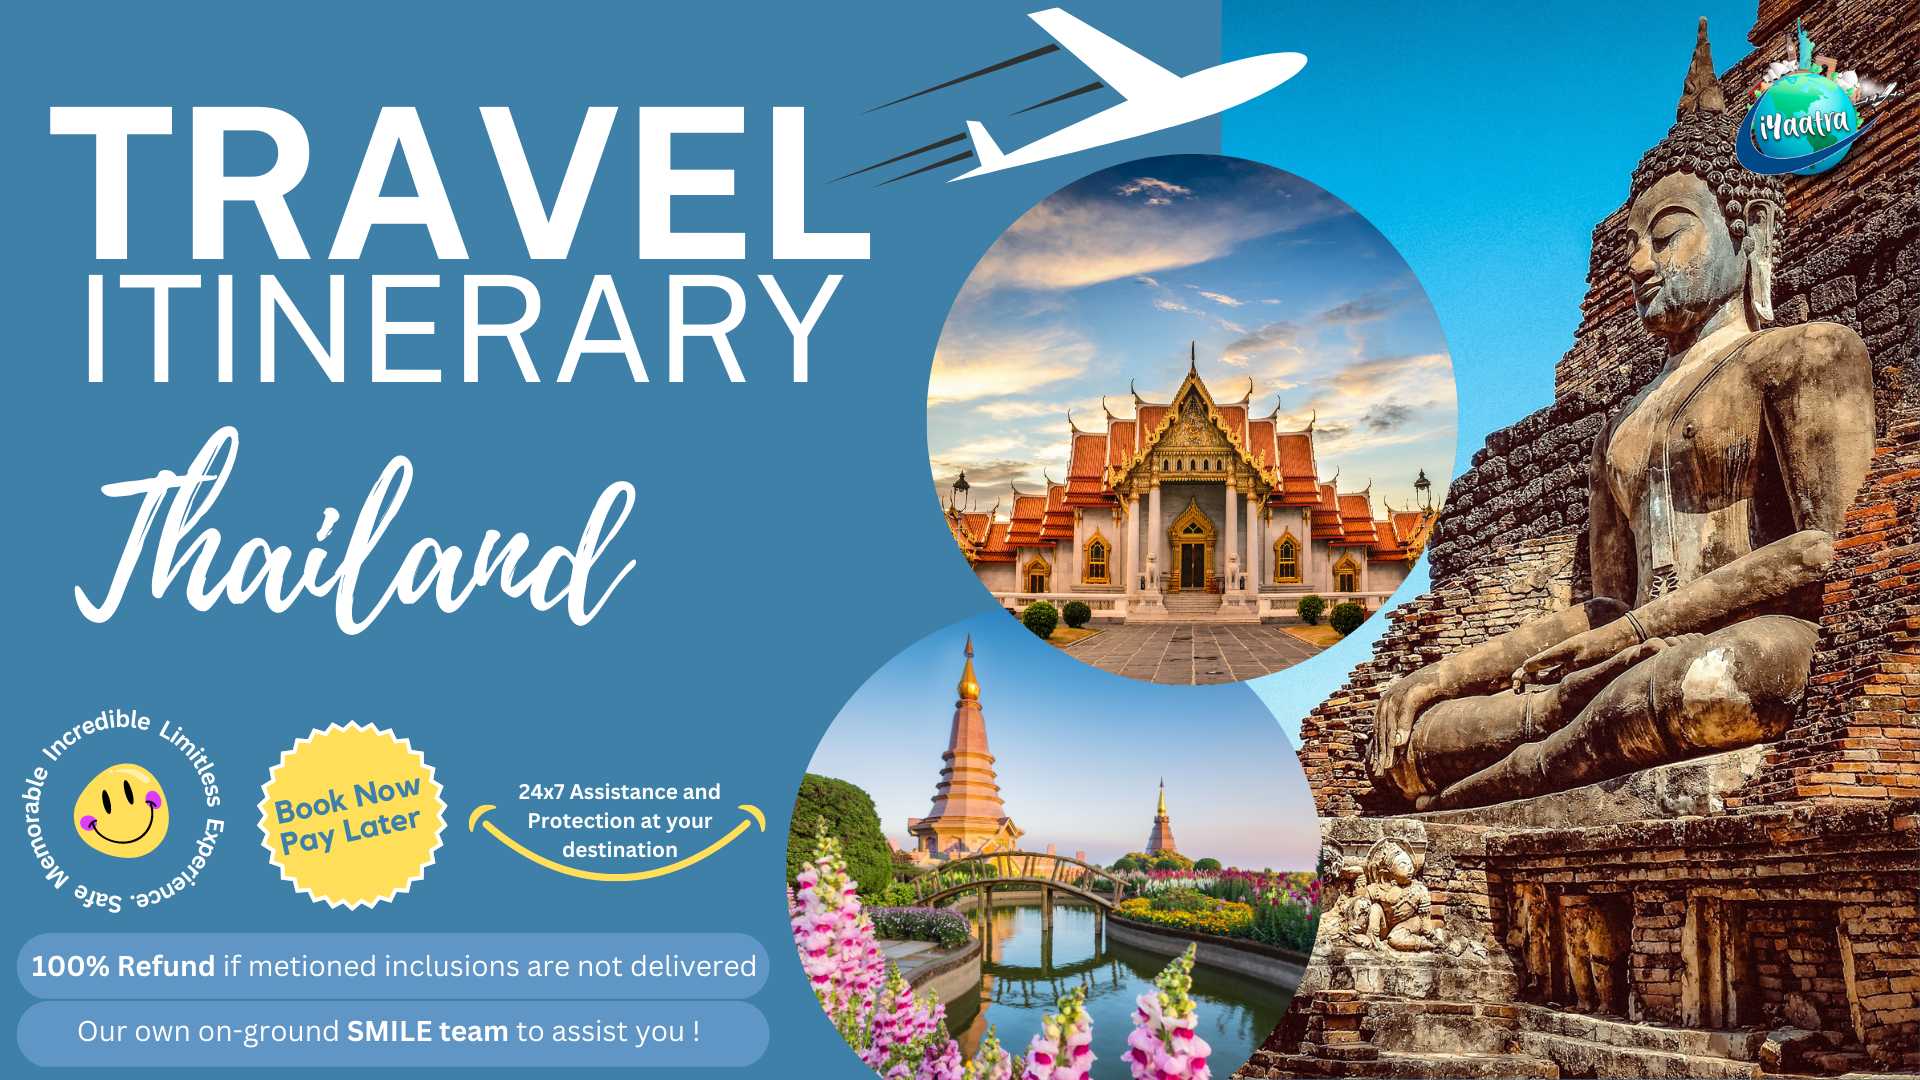 TRAVEL
ITINERARY
Thailand
iYaatra
Safe Memorable Incredible Limitless Experience.
Book Now
Pay Later
24x7 Assistance and
Protection at your
destination
100% Refund if metioned inclusions are not delivered
Our own on-ground SMILE team to assist you !